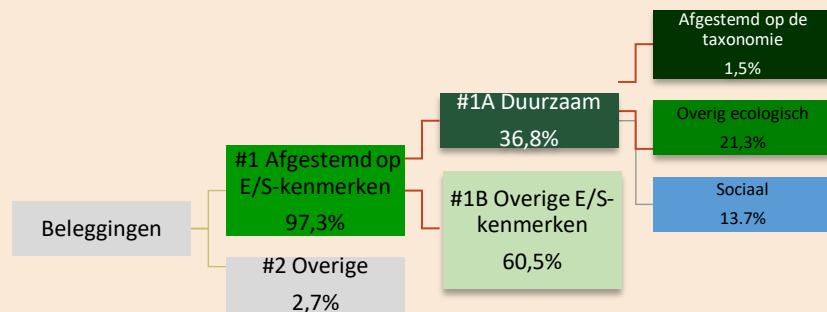 Beleggingen
#1 Afgestemd op
E/S-kenmerken
97,3%
#2 Overige
2,7%
#1A Duurzaam
36,8%
#1B Overige E/S-
kenmerken
60,5%
Afgestemd op de
taxonomie
1,5%
Overig ecologisch
21,3%
Sociaal
13.7%